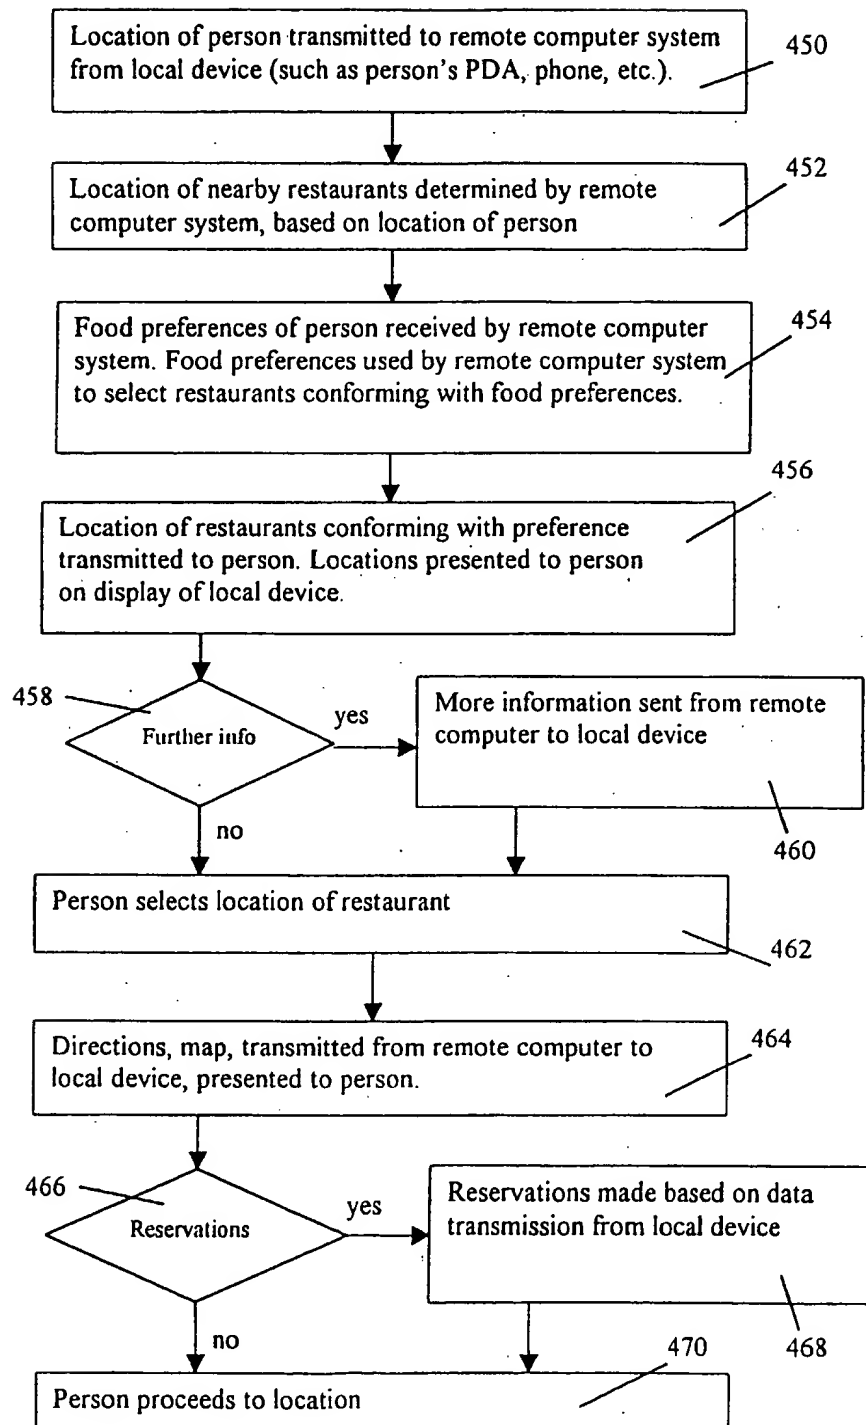 Location of person transmitted to remote computer system
from local device (such as person's PDA, phone, etc.).
450
Location of nearby restaurants determined by remote
computer system, based on location of person
452
Food preferences of person received by remote computer
system. Food preferences used by remote computer system
to select restaurants conforming with food preferences.
454
Location of restaurants conforming with preference
transmitted to person. Locations presented to person
on display of local device.
456
458
Further info
yes
no
More information sent from remote
computer to local device
460
Person selects location of restaurant
462
Directions, map, transmitted from remote computer to
local device, presented to person.
464
466
Reservations
yes
no
Reservations made based on data
transmission from local device
468
Person proceeds to location
470